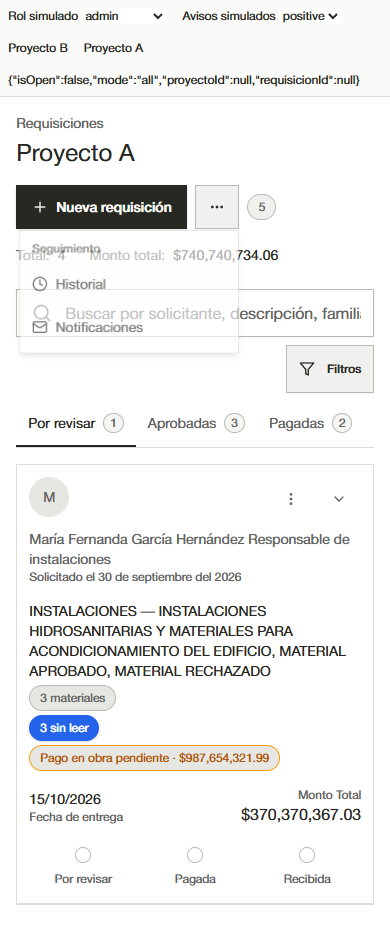 Rol simulado admin Avisos simulados positive
Proyecto B Proyecto A
{"isOpen":false,"mode":"all","proyectoId":null,"requisicionId":null}
Requisiciones
Proyecto A
+ Nueva requisición ... 5
Seguimiento
Total: 4 Monto total: $740,740,734.06
Historial
Buscar por solicitante, descripción, famili
Notificaciones
Filtros
Por revisar 1 Aprobadas 3 Pagadas 2
M
María Fernanda García Hernández Responsable de
instalaciones
Solicitado el 30 de septiembre del 2026
INSTALACIONES — INSTALACIONES
HIDROSANITARIAS Y MATERIALES PARA
ACONDICIONAMIENTO DEL EDIFICIO, MATERIAL
APROBADO, MATERIAL RECHAZADO
3 materiales
3 sin leer
Pago en obra pendiente · $987,654,321.99
15/10/2026 Monto Total
Fecha de entrega $370,370,367.03
Por revisar Pagada Recibida